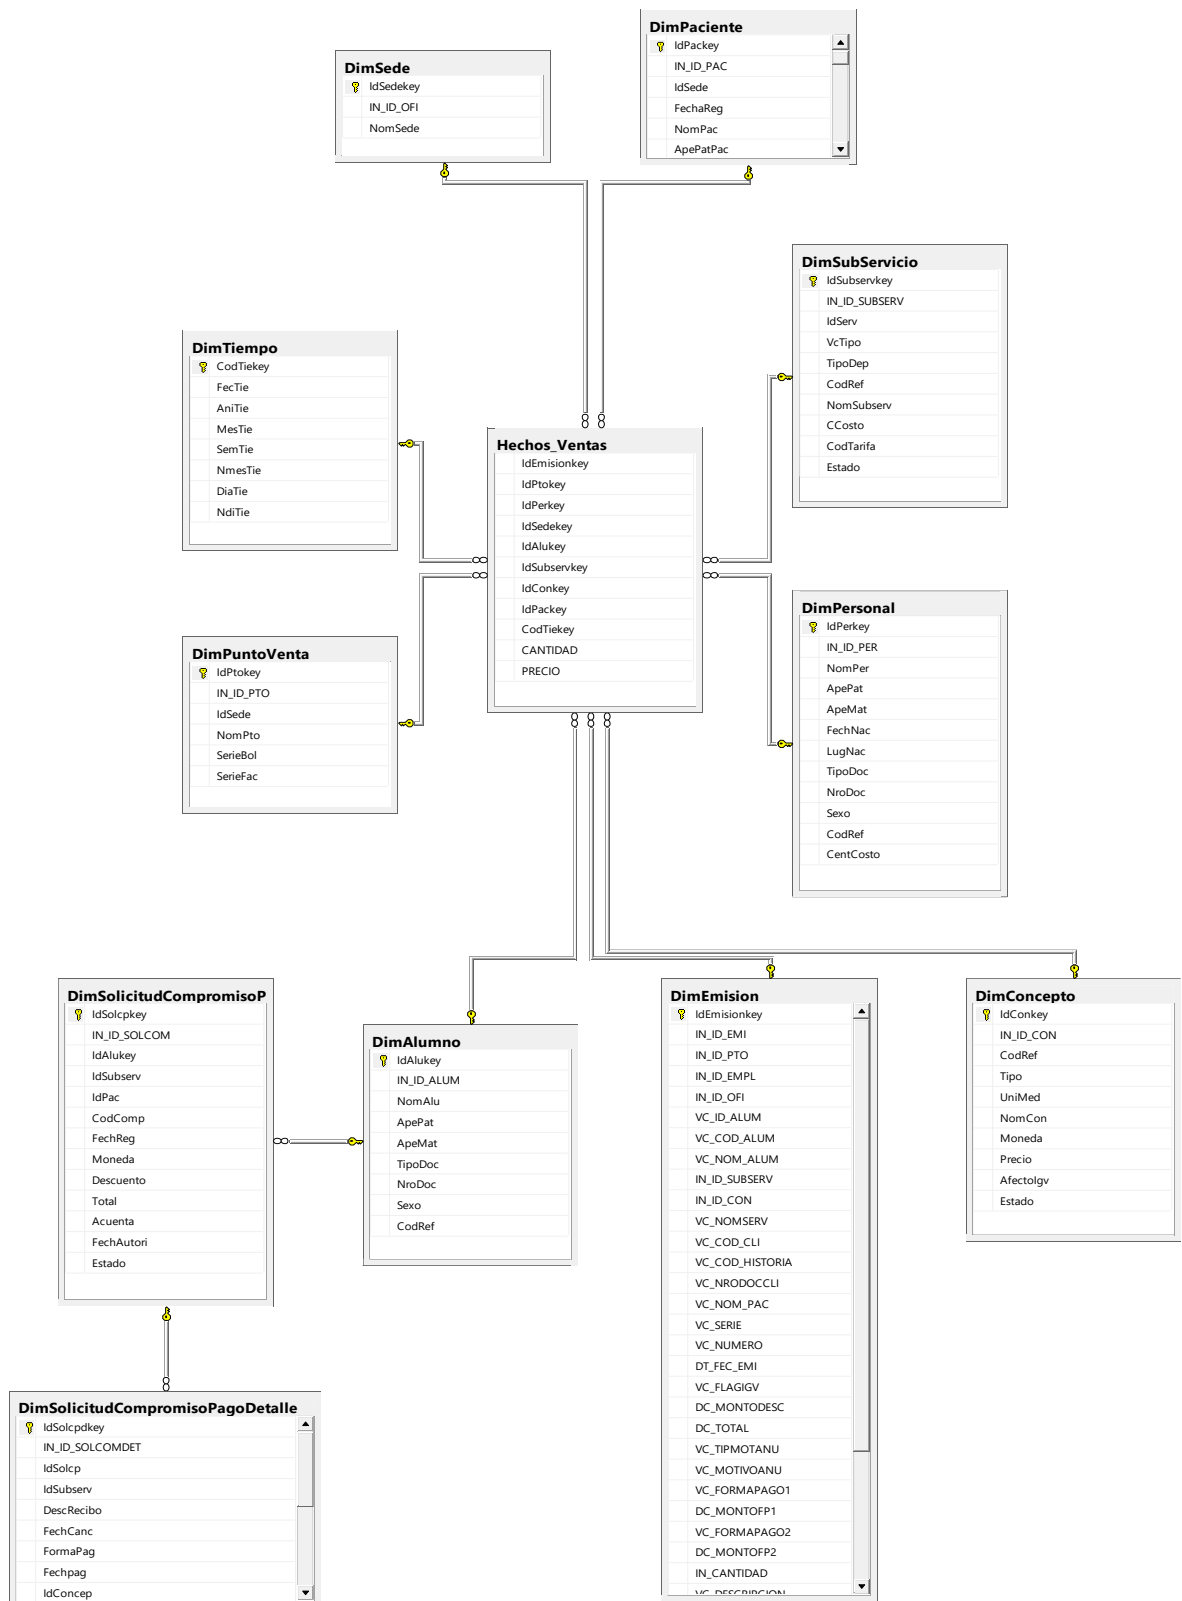 DimPaciente
IdPackey
IN_ID_PAC
IdSede
FechaReg
NomPac
ApePatPac
DimSede
IdSedekey
IN_ID_OFI
NomSede
DimSubServicio
IdSubservkey
IN_ID_SUBSERV
IdServ
VcTipo
TipoDep
CodRef
NomSubserv
CCosto
CodTarifa
Estado
DimTiempo
CodTiekey
FecTie
AniTie
MesTie
SemTie
NmesTie
DiaTie
NdiTie
Hechos_Ventas
IdEmisionkey
IdPtokey
IdPerkey
IdSedekey
IdAlukey
IdSubservkey
IdConkey
IdPackey
CodTiekey
CANTIDAD
PRECIO
DimPersonal
IdPerkey
IN_ID_PER
NomPer
ApePat
ApeMat
FechNac
LugNac
TipoDoc
NroDoc
Sexo
CodRef
CentCosto
DimPuntoVenta
IdPtokey
IN_ID_PTO
IdSede
NomPto
SerieBol
SerieFac
DimSolicitudCompromisoP
IdSolcpkey
IN_ID_SOLCOM
IdAlukey
IdSubserv
IdPac
CodComp
FechReg
Moneda
Descuento
Total
Acuenta
FechAutori
Estado
DimAlumno
IdAlukey
IN_ID_ALUM
NomAlu
ApePat
ApeMat
TipoDoc
NroDoc
Sexo
CodRef
DimEmision
IdEmisionkey
IN_ID_EMI
IN_ID_PTO
IN_ID_EMPL
IN_ID_OFI
VC_ID_ALUM
VC_COD_ALUM
VC_NOM_ALUM
IN_ID_SUBSERV
IN_ID_CON
VC_NOMSERV
VC_COD_CLI
VC_COD_HISTORIA
VC_NRODOCCLI
VC_NOM_PAC
VC_SERIE
VC_NUMERO
DT_FEC_EMI
VC_FLAGIGV
DC_MONTODESC
DC_TOTAL
VC_TIPMOTANU
VC_MOTIVOANU
VC_FORMAPAGO1
DC_MONTOFP1
VC_FORMAPAGO2
DC_MONTOFP2
IN_CANTIDAD
VC_DESCRIPCION
DimConcepto
IdConkey
IN_ID_CON
CodRef
Tipo
UniMed
NomCon
Moneda
Precio
AfectoIgv
Estado
DimSolicitudCompromisoPagoDetalle
IdSolcpdkey
IN_ID_SOLCOMDET
IdSolcp
IdSubserv
DescRecibo
FechCanc
FormaPag
Fechpag
IdConcep